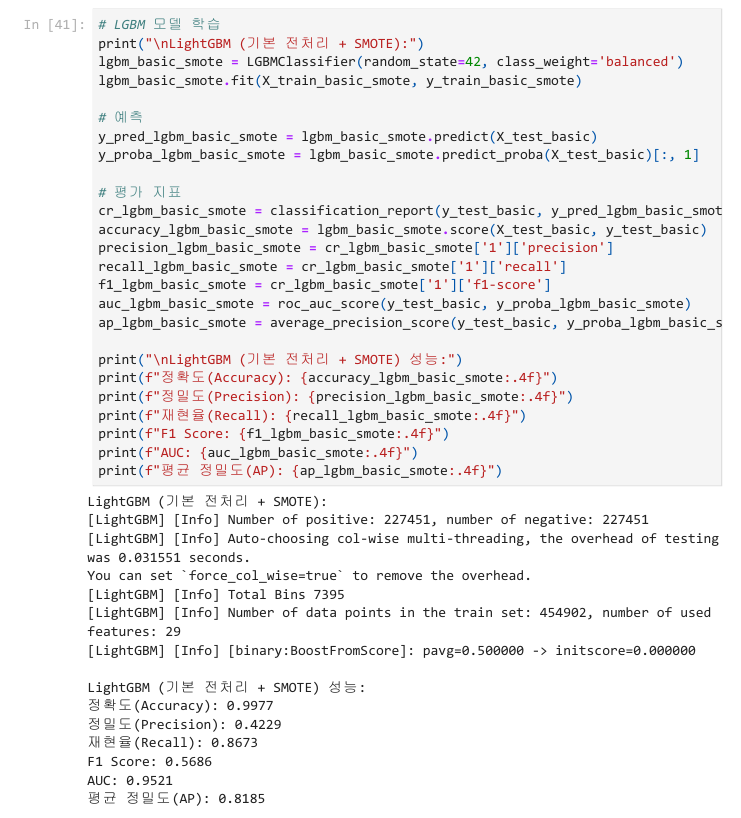 In [41]: # LGBM 모델 학습
print("\nLightGBM (기본 전처리 + SMOTE):")
lgbm_basic_smote = LGBMClassifier(random_state=42, class_weight='balanced')
lgbm_basic_smote.fit(X_train_basic_smote, y_train_basic_smote)
# 예측
y_pred_lgbm_basic_smote = lgbm_basic_smote.predict(X_test_basic)
y_proba_lgbm_basic_smote = lgbm_basic_smote.predict_proba(X_test_basic)[:, 1]
# 평가 지표
cr_lgbm_basic_smote = classification_report(y_test_basic, y_pred_lgbm_basic_smot
accuracy_lgbm_basic_smote = lgbm_basic_smote.score(X_test_basic, y_test_basic)
precision_lgbm_basic_smote = cr_lgbm_basic_smote['1']['precision']
recall_lgbm_basic_smote = cr_lgbm_basic_smote['1']['recall']
f1_lgbm_basic_smote = cr_lgbm_basic_smote['1']['f1-score']
auc_lgbm_basic_smote = roc_auc_score(y_test_basic, y_proba_lgbm_basic_smote)
ap_lgbm_basic_smote = average_precision_score(y_test_basic, y_proba_lgbm_basic_s
print("\nLightGBM (기본 전처리 + SMOTE) 성능:")
print(f"정확도(Accuracy): {accuracy_lgbm_basic_smote:.4f}")
print(f"정밀도(Precision): {precision_lgbm_basic_smote:.4f}")
print(f"재현율(Recall): {recall_lgbm_basic_smote:.4f}")
print(f"F1 Score: {f1_lgbm_basic_smote:.4f}")
print(f"AUC: {auc_lgbm_basic_smote:.4f}")
print(f"평균 정밀도(AP): {ap_lgbm_basic_smote:.4f}")
LightGBM (기본 전처리 + SMOTE):
[LightGBM] [Info] Number of positive: 227451, number of negative: 227451
[LightGBM] [Info] Auto-choosing col-wise multi-threading, the overhead of testing
was 0.031551 seconds.
You can set `force_col_wise=true` to remove the overhead.
[LightGBM] [Info] Total Bins 7395
[LightGBM] [Info] Number of data points in the train set: 454902, number of used
features: 29
[LightGBM] [Info] [binary:BoostFromScore]: pavg=0.500000 -> initscore=0.000000
LightGBM (기본 전처리 + SMOTE) 성능:
정확도(Accuracy): 0.9977
정밀도(Precision): 0.4229
재현율(Recall): 0.8673
F1 Score: 0.5686
AUC: 0.9521
평균 정밀도(AP): 0.8185